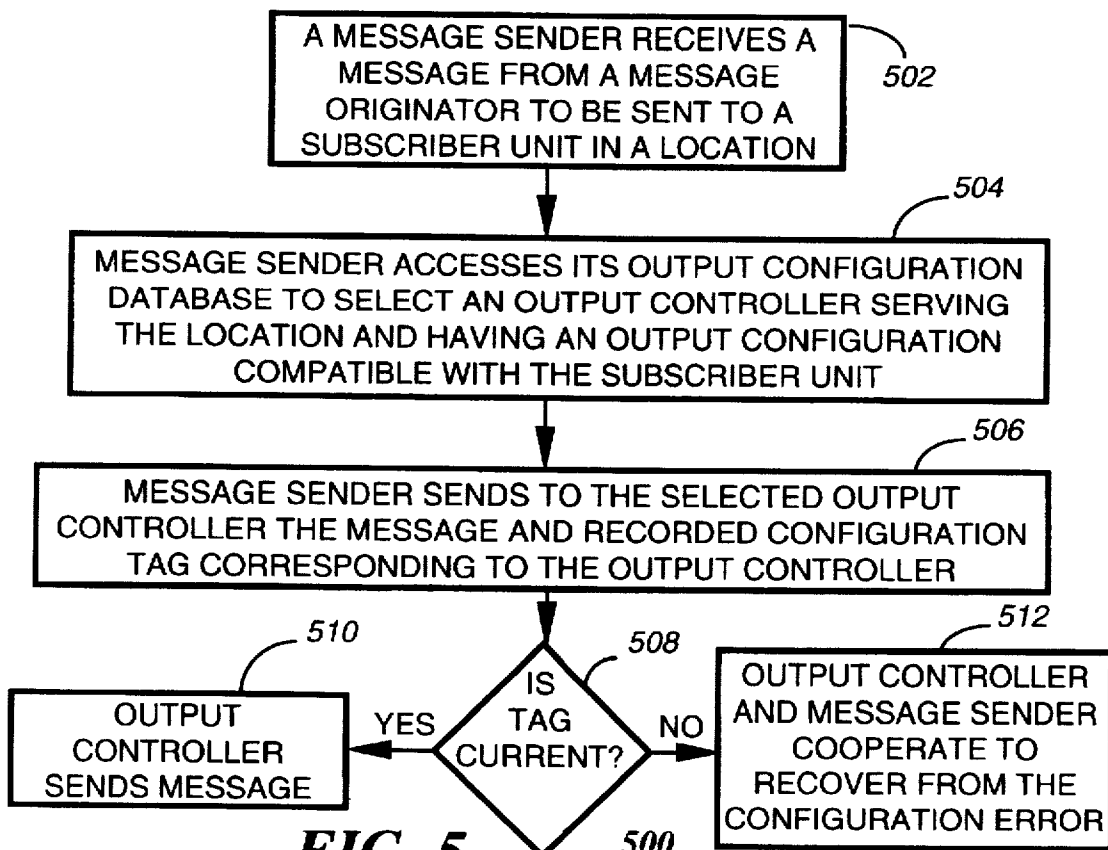 A MESSAGE SENDER RECEIVES A
MESSAGE FROM A MESSAGE
ORIGINATOR TO BE SENT TO A
SUBSCRIBER UNIT IN A LOCATION
502
504
MESSAGE SENDER ACCESSES ITS OUTPUT CONFIGURATION
DATABASE TO SELECT AN OUTPUT CONTROLLER SERVING
THE LOCATION AND HAVING AN OUTPUT CONFIGURATION
COMPATIBLE WITH THE SUBSCRIBER UNIT
506
MESSAGE SENDER SENDS TO THE SELECTED OUTPUT
CONTROLLER THE MESSAGE AND RECORDED CONFIGURATION
TAG CORRESPONDING TO THE OUTPUT CONTROLLER
510
OUTPUT
CONTROLLER
SENDS MESSAGE
YES
508
IS
TAG
CURRENT?
NO
512
OUTPUT CONTROLLER
AND MESSAGE SENDER
COOPERATE TO
RECOVER FROM THE
CONFIGURATION ERROR
FIG. 5
500